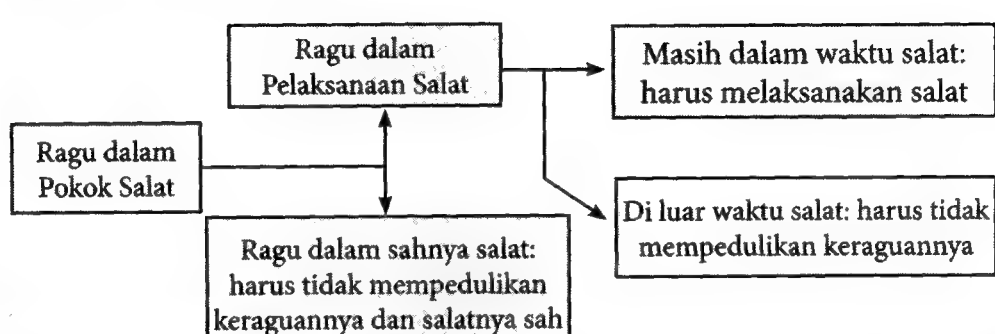 Ragu dalam
Pokok Salat
Ragu dalam
Pelaksanaan Salat
Masih dalam waktu salat:
harus melaksanakan salat
Di luar waktu salat: harus tidak
mempedulikan keraguannya
Ragu dalam sahnya salat:
harus tidak mempedulikan
keraguannya dan salatnya sah